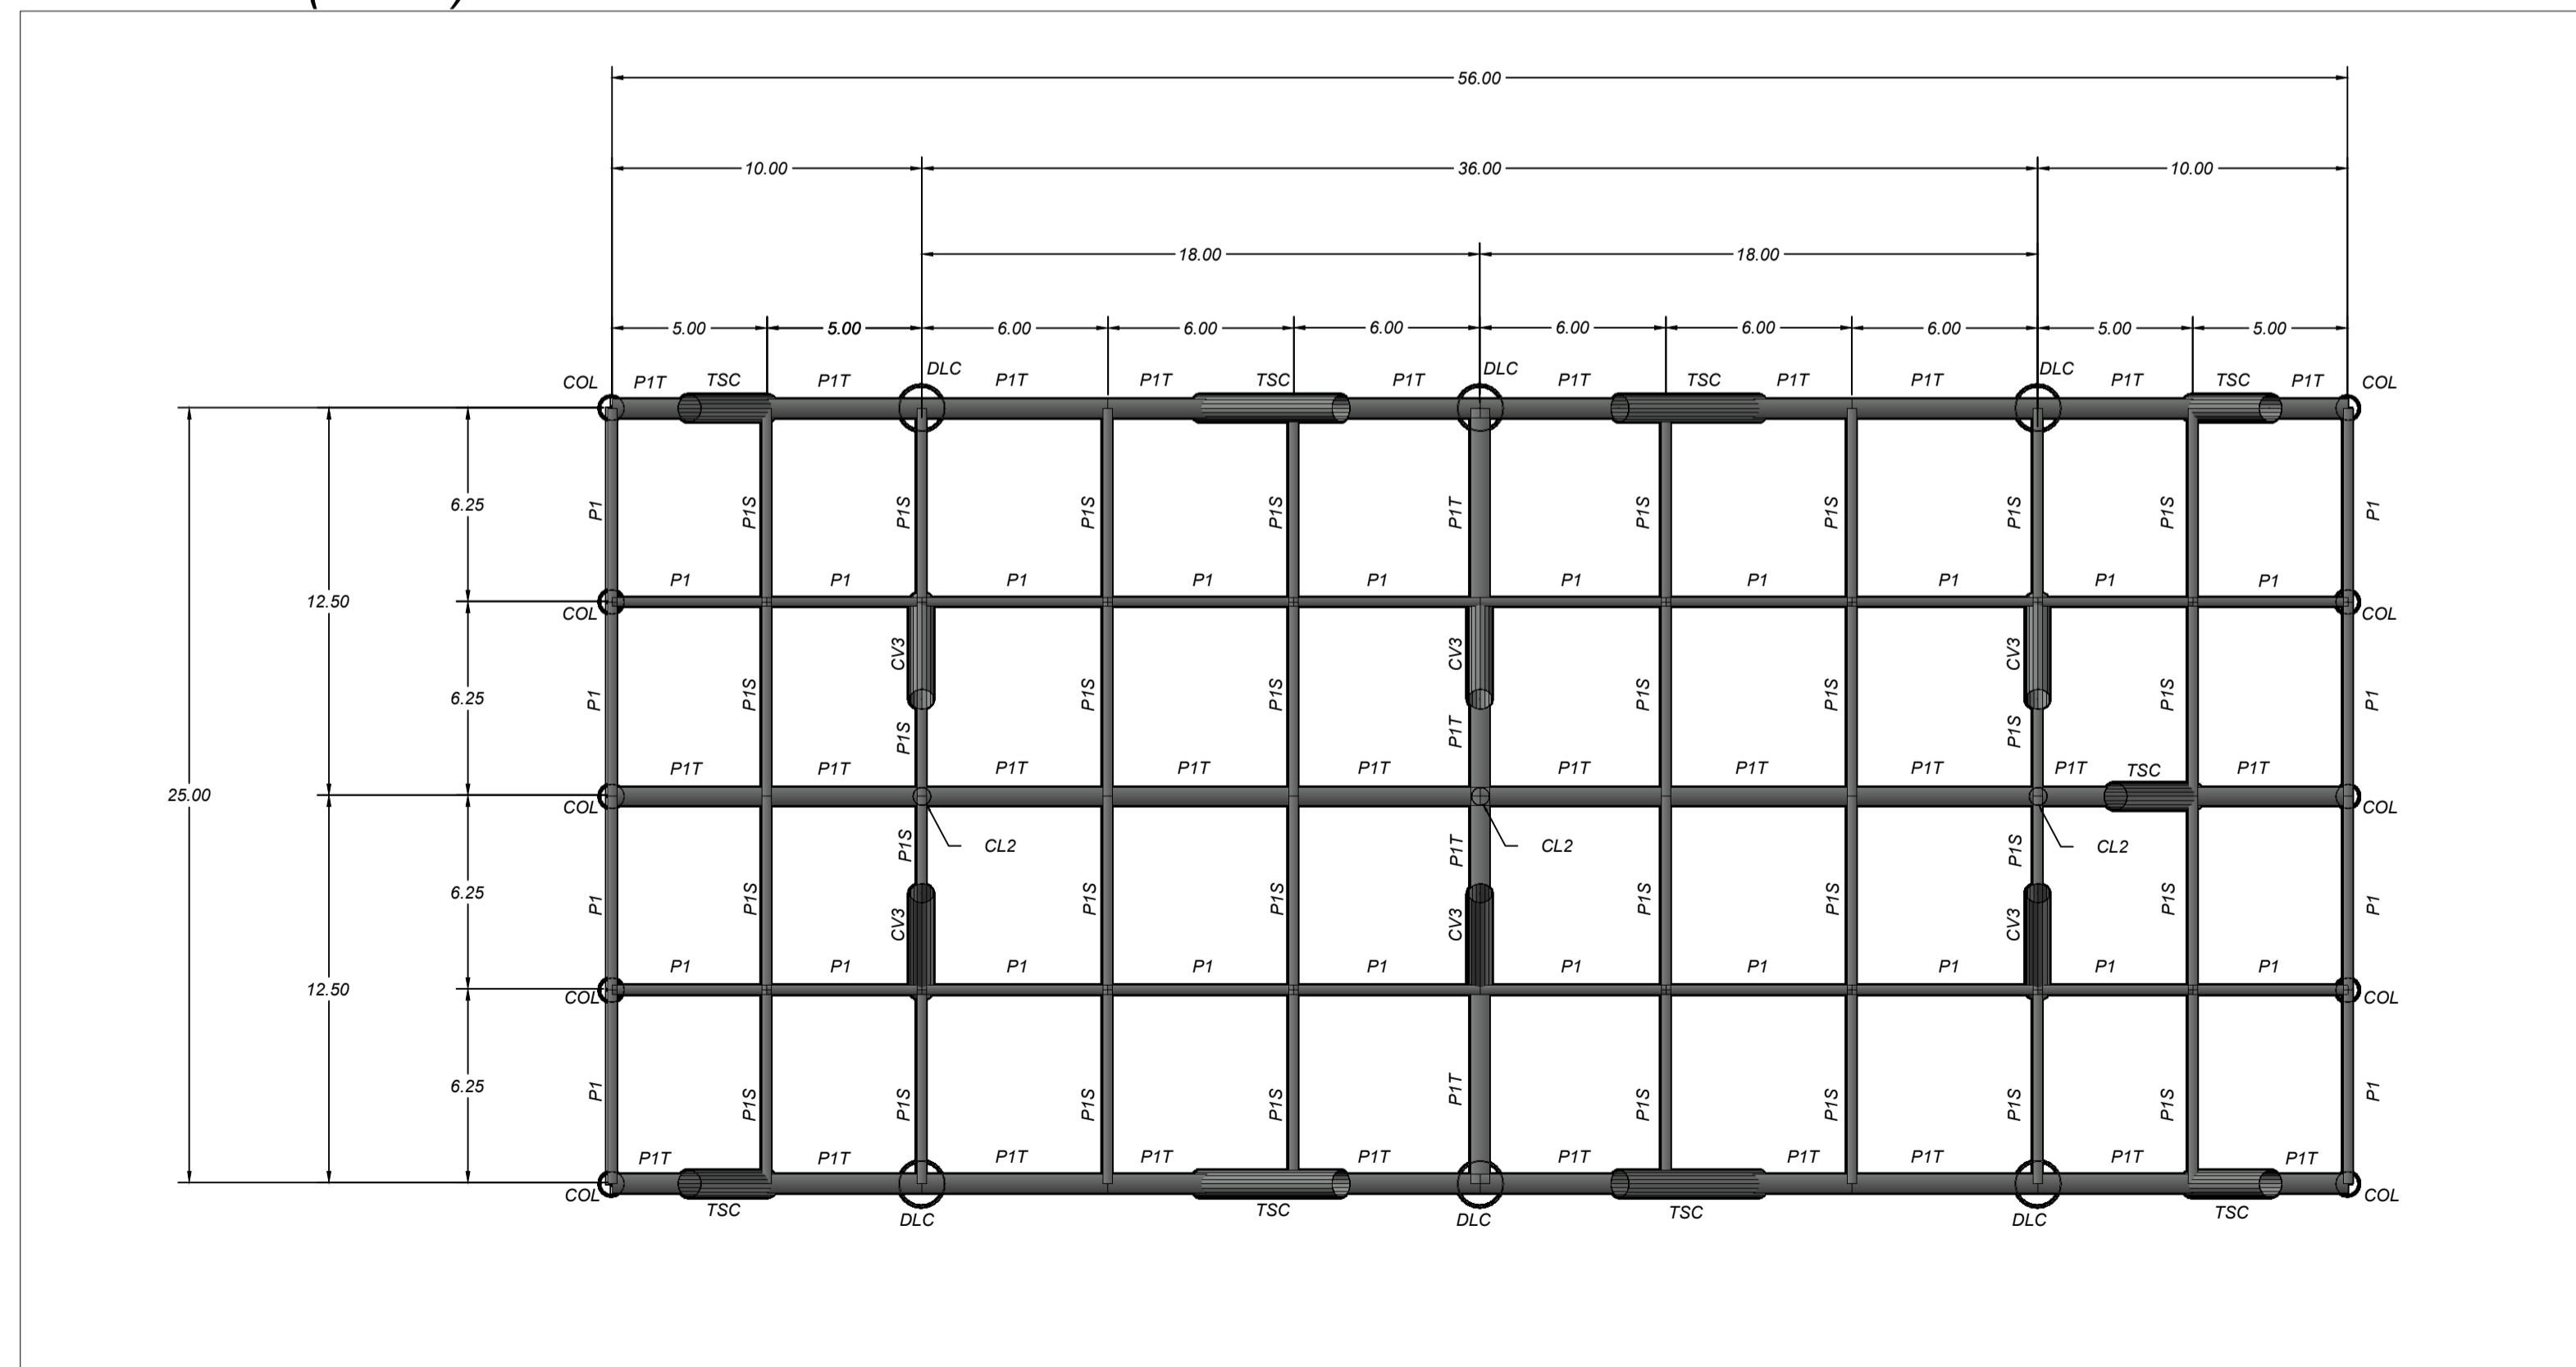 56.00
10.00 36.00 10.00
18.00 18.00
5.00 5.00 6.00 6.00 6.00 6.00 6.00 6.00 5.00 5.00
DLC DLC DLC
COL P1T TSC P1T P1T P1T TSC P1T P1T TSC P1T P1T P1T TSC P1T COL
6.25 P1 P1S P1S P1S P1S P1T P1S P1S P1S P1S P1
P1 P1 P1 P1 P1 P1 P1 P1 P1 P1
12.50
COL COL
CV3 CV3 CV3
6.25 P1 P1S P1S P1S P1S P1S P1S P1
P1S P1T P1S
P1T P1T P1T P1T P1T P1T P1T P1T P1T TSC P1T
25.00
COL COL
P1S CL2 P1T CL2 P1S CL2
6.25 P1 P1S P1S P1S P1S P1S P1S P1
CV3 CV3 CV3
P1 P1 P1 P1 P1 P1 P1 P1 P1 P1
12.50
COL COL
6.25 P1 P1S P1S P1S P1S P1T P1S P1S P1S P1S P1
P1T P1T P1T P1T P1T P1T P1T P1T P1T P1T
COL COL
TSC TSC TSC TSC
DLC DLC DLC